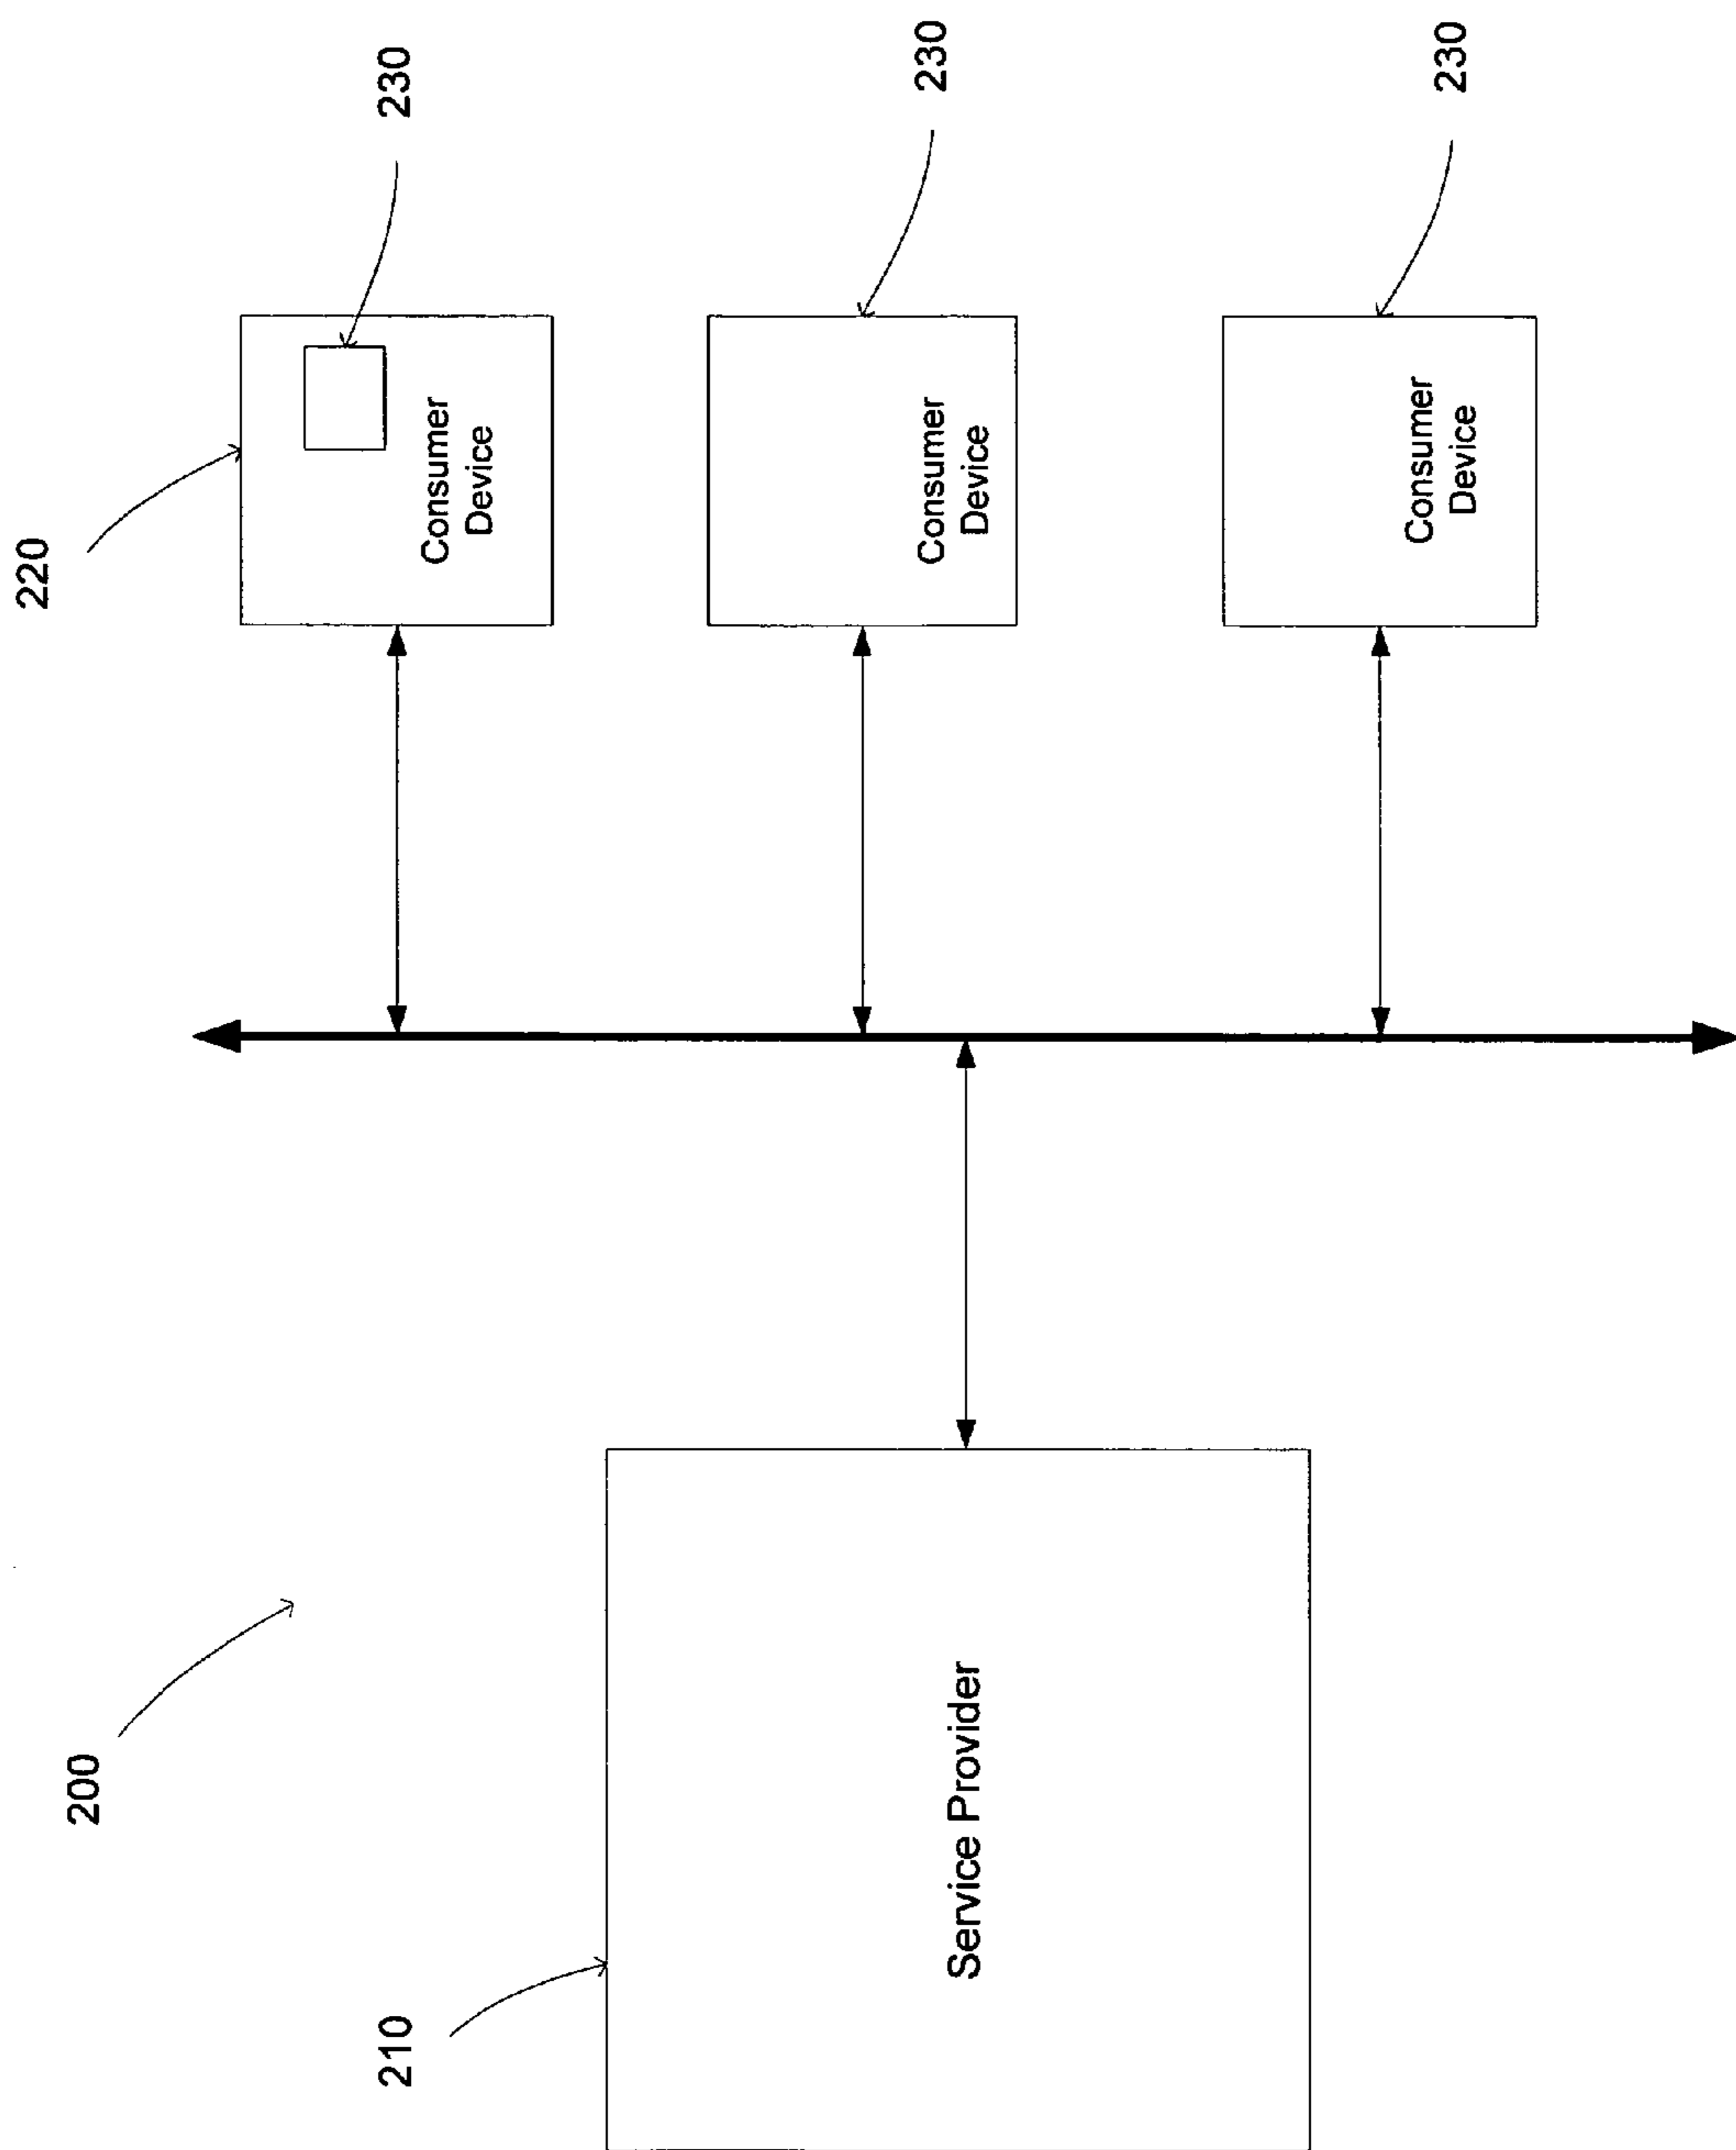 200
210
Service Provider
220
230
Consumer
Device
230
Consumer
Device
230
Consumer
Device